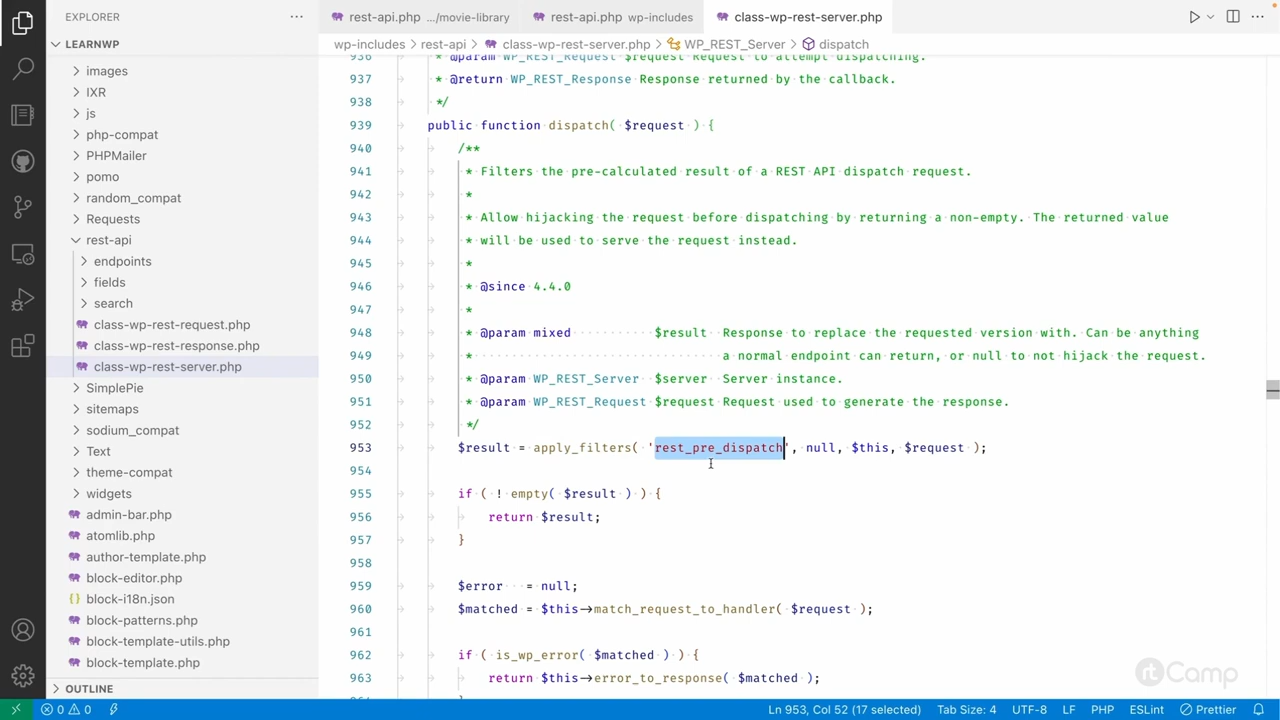 EXPLORER
rest-api.php .../movie-library
rest-api.php wp-includes
class-wp-rest-server.php
LEARNWP
wp-includes > rest-api > class-wp-rest-server.php > WP_REST_Server > dispatch
images
IXR
js
php-compat
PHPMailer
pomo
random_compat
Requests
rest-api
endpoints
fields
search
class-wp-rest-request.php
class-wp-rest-response.php
class-wp-rest-server.php
SimplePie
sitemaps
sodium_compat
Text
theme-compat
widgets
admin-bar.php
atomlib.php
author-template.php
block-editor.php
block-i18n.json
block-patterns.php
block-template-utils.php
block-template.php
OUTLINE
936 * @param WP_REST_Request $request Request to attempt dispatching.
937 * @return WP_REST_Response Response returned by the callback.
938 */
939 public function dispatch( $request ) {
940 /**
941 * Filters the pre-calculated result of a REST API dispatch request.
942 *
943 * Allow hijacking the request before dispatching by returning a non-empty. The returned value
944 * will be used to serve the request instead.
945 *
946 * @since 4.4.0
947 *
948 * @param mixed $result Response to replace the requested version with. Can be anything
949 * a normal endpoint can return, or null to not hijack the request.
950 * @param WP_REST_Server $server Server instance.
951 * @param WP_REST_Request $request Request used to generate the response.
952 */
953 $result = apply_filters( 'rest_pre_dispatch', null, $this, $request );
954
955 if ( ! empty( $result ) ) {
956 return $result;
957 }
958
959 $error = null;
960 $matched = $this->match_request_to_handler( $request );
961
962 if ( is_wp_error( $matched ) ) {
963 return $this->error_to_response( $matched );
rtCamp
0 0
Ln 953, Col 52 (17 selected) Tab Size: 4 UTF-8 LF PHP ESLint Prettier